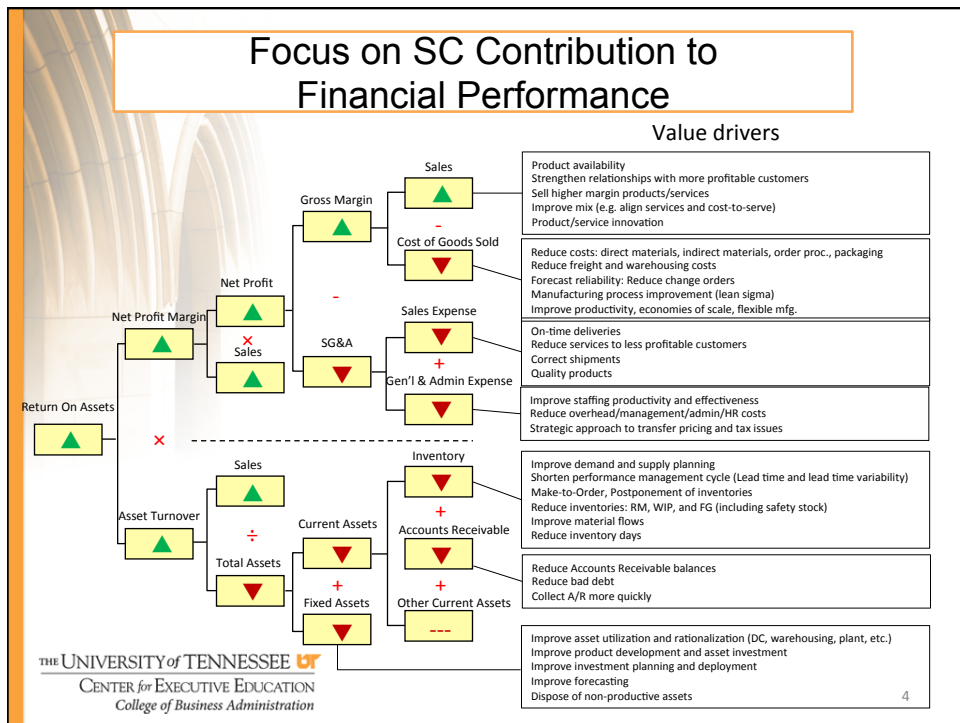 Focus on SC Contribution to
Financial Performance
Value drivers
Sales
Product availability
Strengthen relationships with more profitable customers
Sell higher margin products/services
Improve mix (e.g. align services and cost-to-serve)
Product/service innovation
Gross Margin
-
Cost of Goods Sold
Reduce costs: direct materials, indirect materials, order proc., packaging
Reduce freight and warehousing costs
Forecast reliability: Reduce change orders
Manufacturing process improvement (lean sigma)
Improve productivity, economies of scale, flexible mfg.
Net Profit
-
Net Profit Margin
×
Sales
SG&A
Sales Expense
On-time deliveries
Reduce services to less profitable customers
Correct shipments
Quality products
+
Gen'l & Admin Expense
Improve staffing productivity and effectiveness
Reduce overhead/management/admin/HR costs
Strategic approach to transfer pricing and tax issues
Return On Assets
×
Sales
Inventory
Improve demand and supply planning
Shorten performance management cycle (Lead time and lead time variability)
Make-to-Order, Postponement of inventories
Reduce inventories: RM, WIP, and FG (including safety stock)
Improve material flows
Reduce inventory days
Asset Turnover
÷
Current Assets
+
Accounts Receivable
Reduce Accounts Receivable balances
Reduce bad debt
Collect A/R more quickly
Total Assets
+
+
Fixed Assets
Other Current Assets
---
Improve asset utilization and rationalization (DC, warehousing, plant, etc.)
Improve product development and asset investment
Improve investment planning and deployment
Improve forecasting
Dispose of non-productive assets
THE UNIVERSITY of TENNESSEE UT
CENTER for EXECUTIVE EDUCATION
College of Business Administration
4